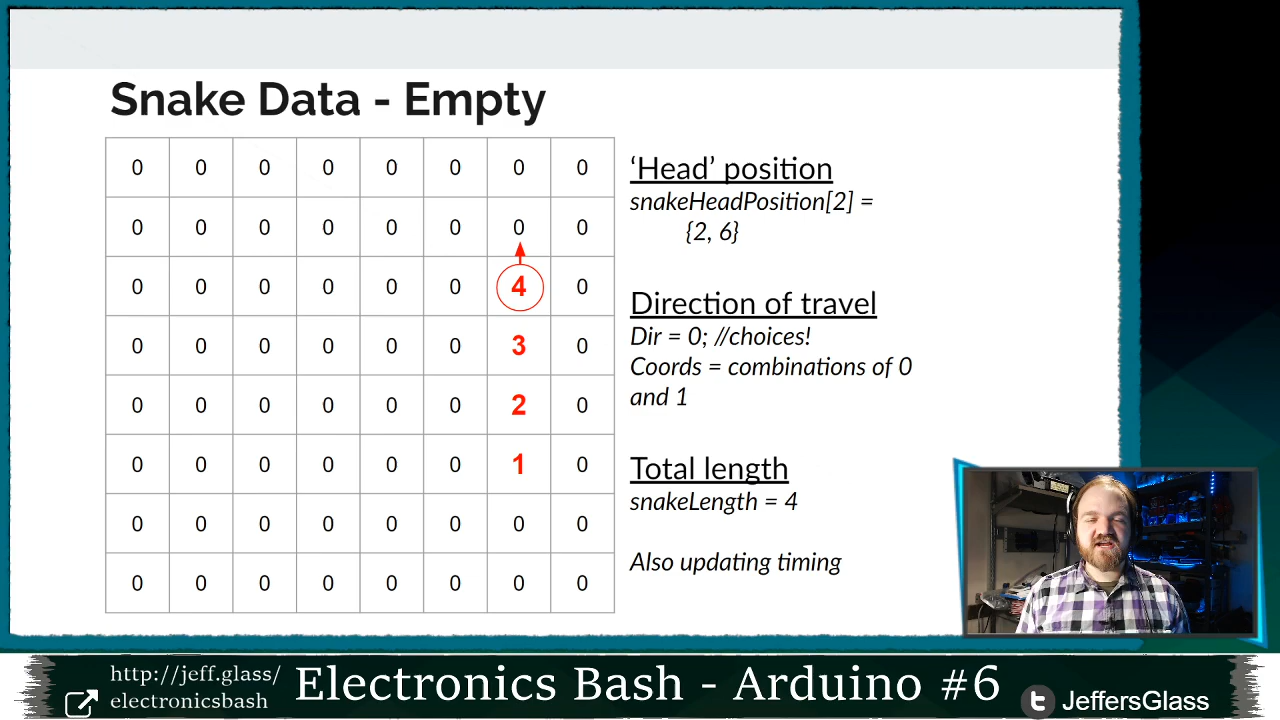 Snake Data - Empty
0 0 0 0 0 0 0 0
0 0 0 0 0 0 0 0
0 0 0 0 0 0 4 0
0 0 0 0 0 0 3 0
0 0 0 0 0 0 2 0
0 0 0 0 0 0 1 0
0 0 0 0 0 0 0 0
0 0 0 0 0 0 0 0
‘Head’ position
snakeHeadPosition[2] =
{2, 6}
Direction of travel
Dir = 0; //choices!
Coords = combinations of 0
and 1
Total length
snakeLength = 4
Also updating timing
http://jeff.glass/
electronicsbash
Electronics Bash - Arduino #6
JeffersGlass